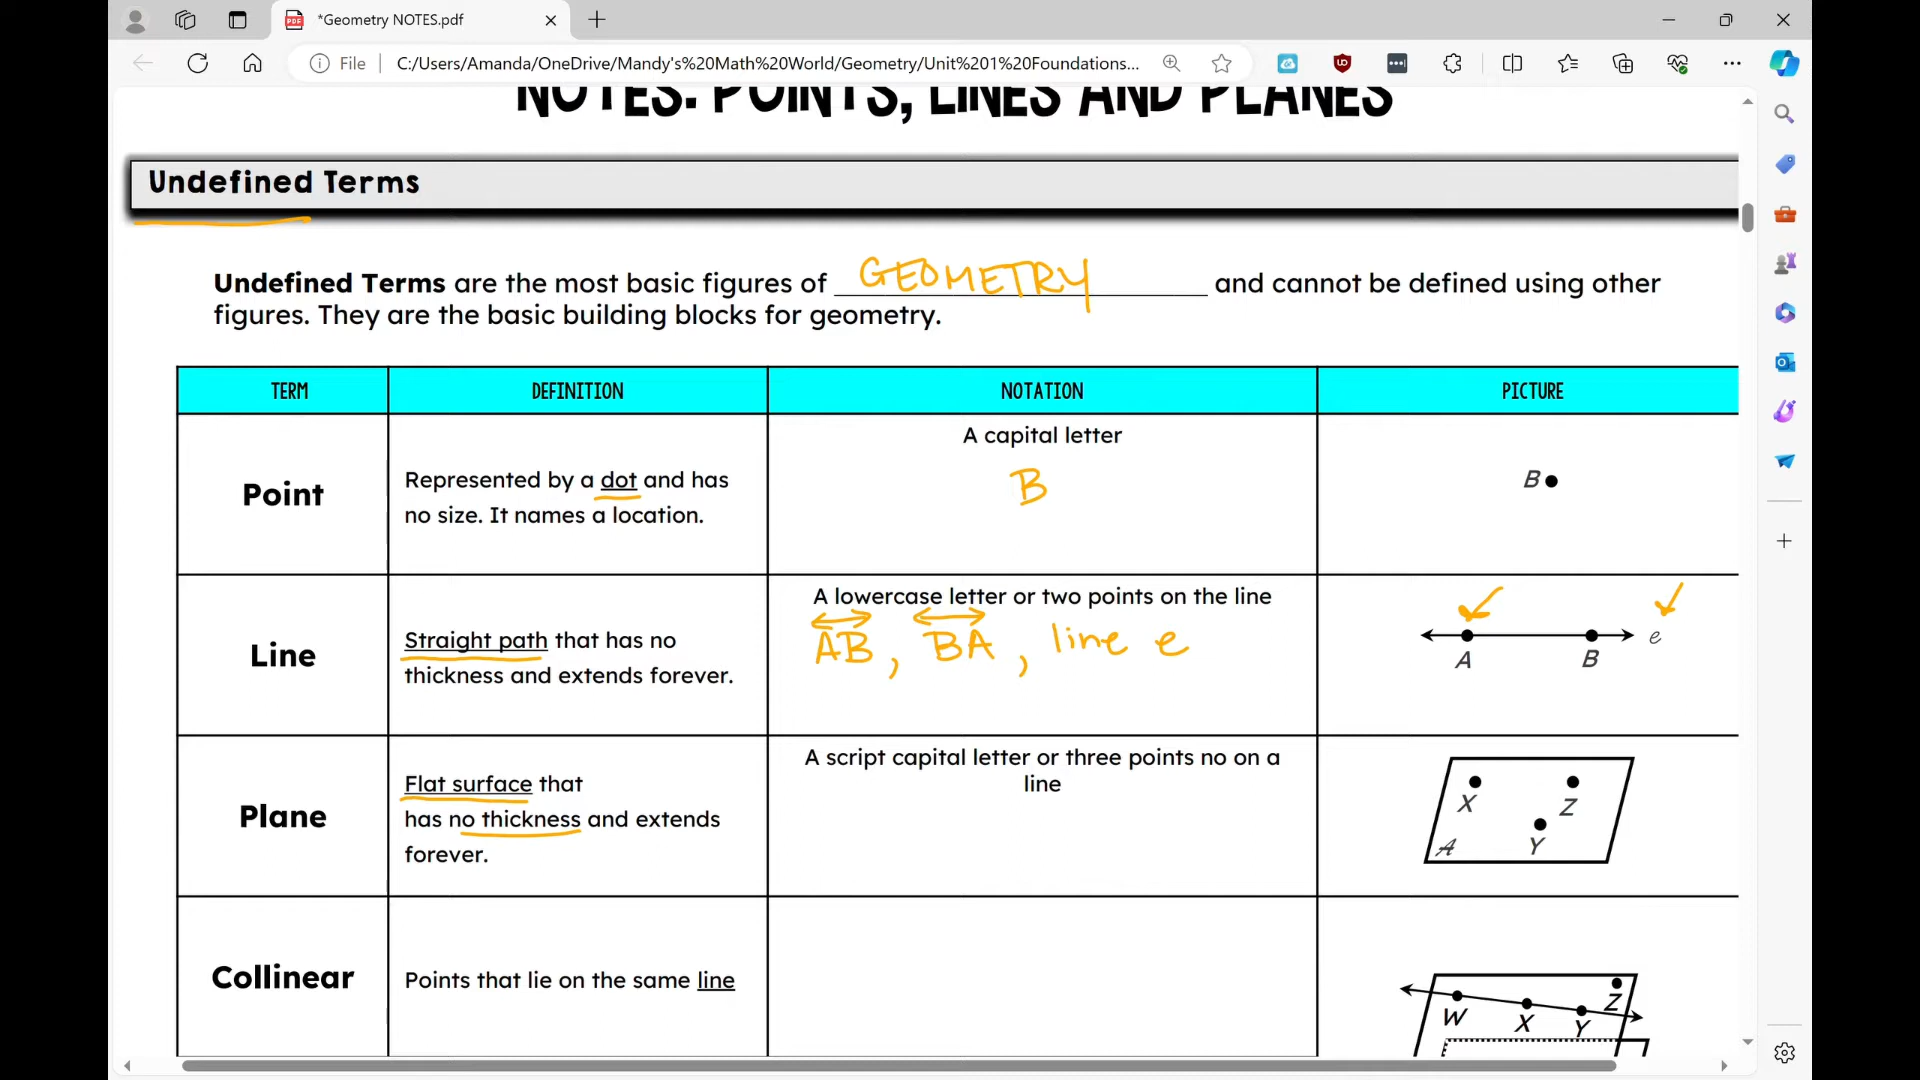 *Geometry NOTES.pdf
File
C:/Users/Amanda/OneDrive/Mandy's%20Math%20World/Geometry/Unit%201%20Foundations...
NOTES: POINTS, LINES AND PLANES
Undefined Terms
Undefined Terms are the most basic figures of GEOMETRY and cannot be defined using other
figures. They are the basic building blocks for geometry.
TERM DEFINITION NOTATION PICTURE
Point
Represented by a dot and has
no size. It names a location.
A capital letter
B
B
Line
Straight path that has no
thickness and extends forever.
A lowercase letter or two points on the line
AB, BA, line e
A B e
Plane
Flat surface that
has no thickness and extends
forever.
A script capital letter or three points no on a
line
X Z
Y
A
Collinear
Points that lie on the same line
W X Y Z